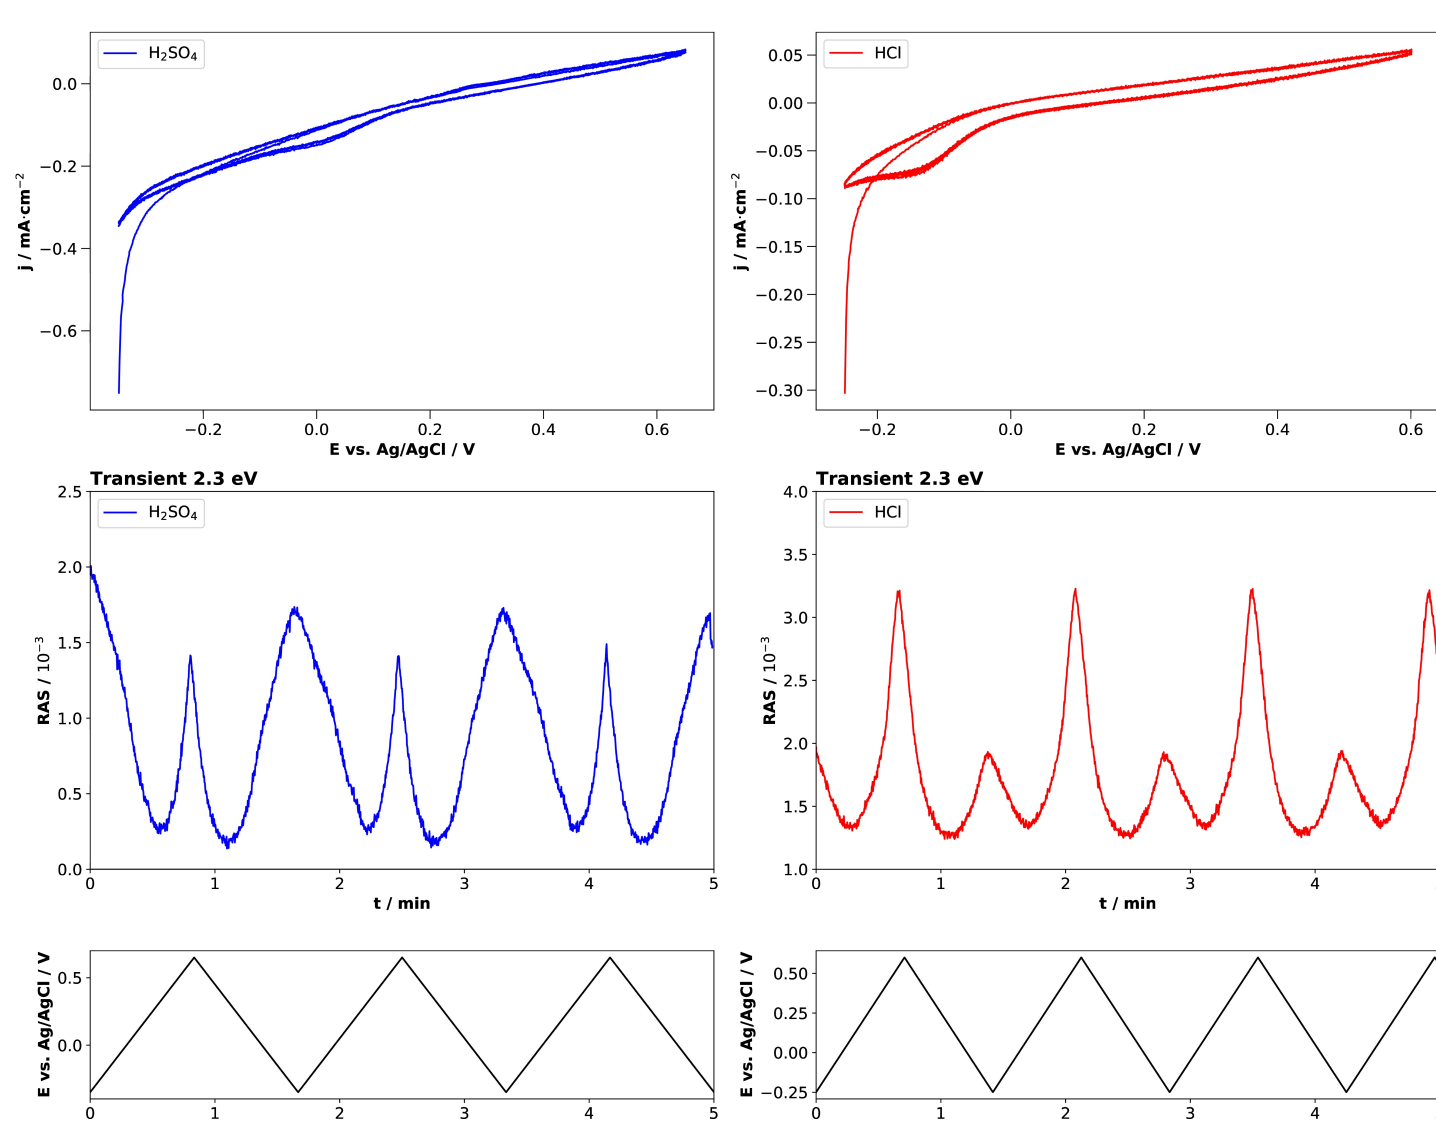 H₂SO₄
0.0
−0.2
−0.4
−0.6
j / mA·cm⁻²
−0.2 0.0 0.2 0.4 0.6
E vs. Ag/AgCl / V
HCl
0.05
0.00
−0.05
−0.10
−0.15
−0.20
−0.25
−0.30
j / mA·cm⁻²
−0.2 0.0 0.2 0.4 0.6
E vs. Ag/AgCl / V
Transient 2.3 eV
H₂SO₄
2.5
2.0
1.5
1.0
0.5
0.0
RAS / 10⁻³
0 1 2 3 4 5
t / min
Transient 2.3 eV
HCl
4.0
3.5
3.0
2.5
2.0
1.5
1.0
RAS / 10⁻³
0 1 2 3 4
t / min
0.5
0.0
E vs. Ag/AgCl / V
0 1 2 3 4 5
0.50
0.25
0.00
−0.25
E vs. Ag/AgCl / V
0 1 2 3 4